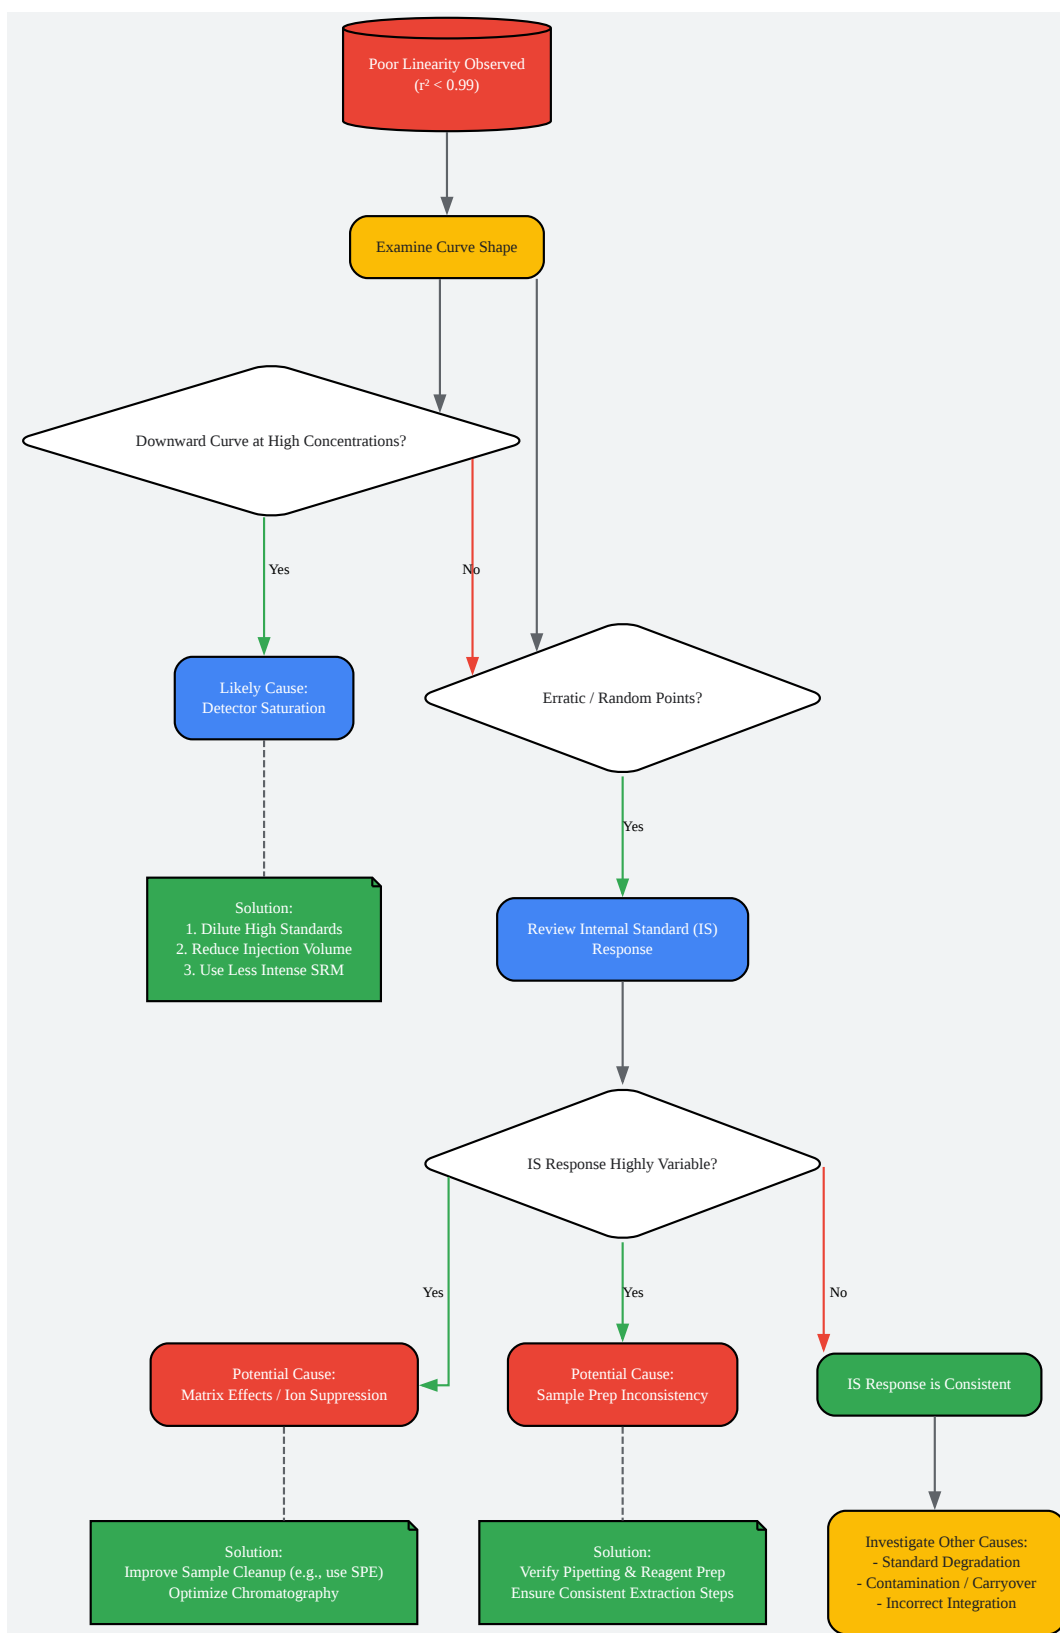 Poor Linearity Observed
(r² < 0.99)
Examine Curve Shape
Downward Curve at High Concentrations?
Yes
No
Likely Cause:
Detector Saturation
Erratic / Random Points?
Yes
Solution:
1. Dilute High Standards
2. Reduce Injection Volume
3. Use Less Intense SRM
Review Internal Standard (IS)
Response
IS Response Highly Variable?
Yes
Yes
No
Potential Cause:
Matrix Effects / Ion Suppression
Potential Cause:
Sample Prep Inconsistency
IS Response is Consistent
Solution:
Improve Sample Cleanup (e.g., use SPE)
Optimize Chromatography
Solution:
Verify Pipetting & Reagent Prep
Ensure Consistent Extraction Steps
Investigate Other Causes:
- Standard Degradation
- Contamination / Carryover
- Incorrect Integration